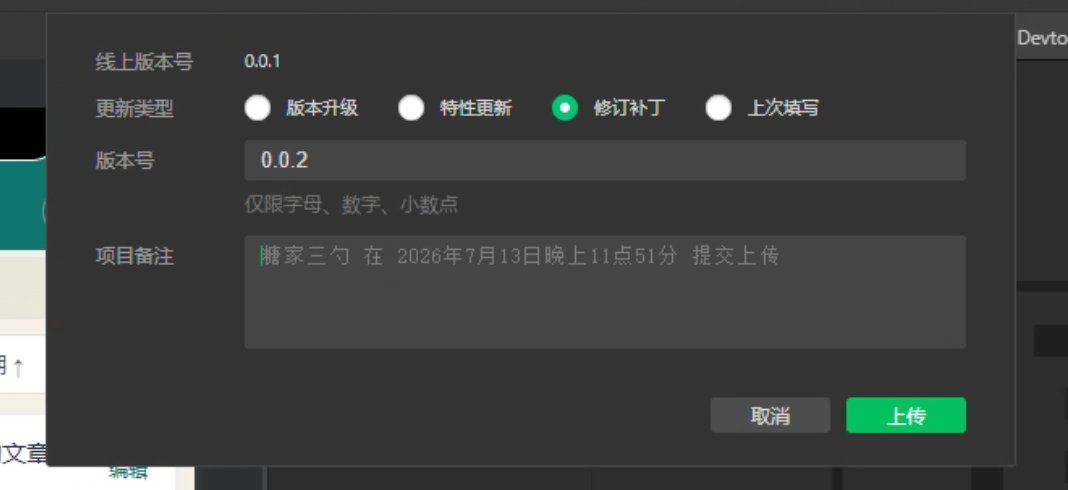 Devto
线上版本号 0.0.1
更新类型 版本升级 特性更新 修订补丁 上次填写
版本号 0.0.2
仅限字母、数字、小数点
项目备注 糖家三勺 在 2026年7月13日晚上11点51分 提交上传
期 ↑
取消 上传
的文章
编辑